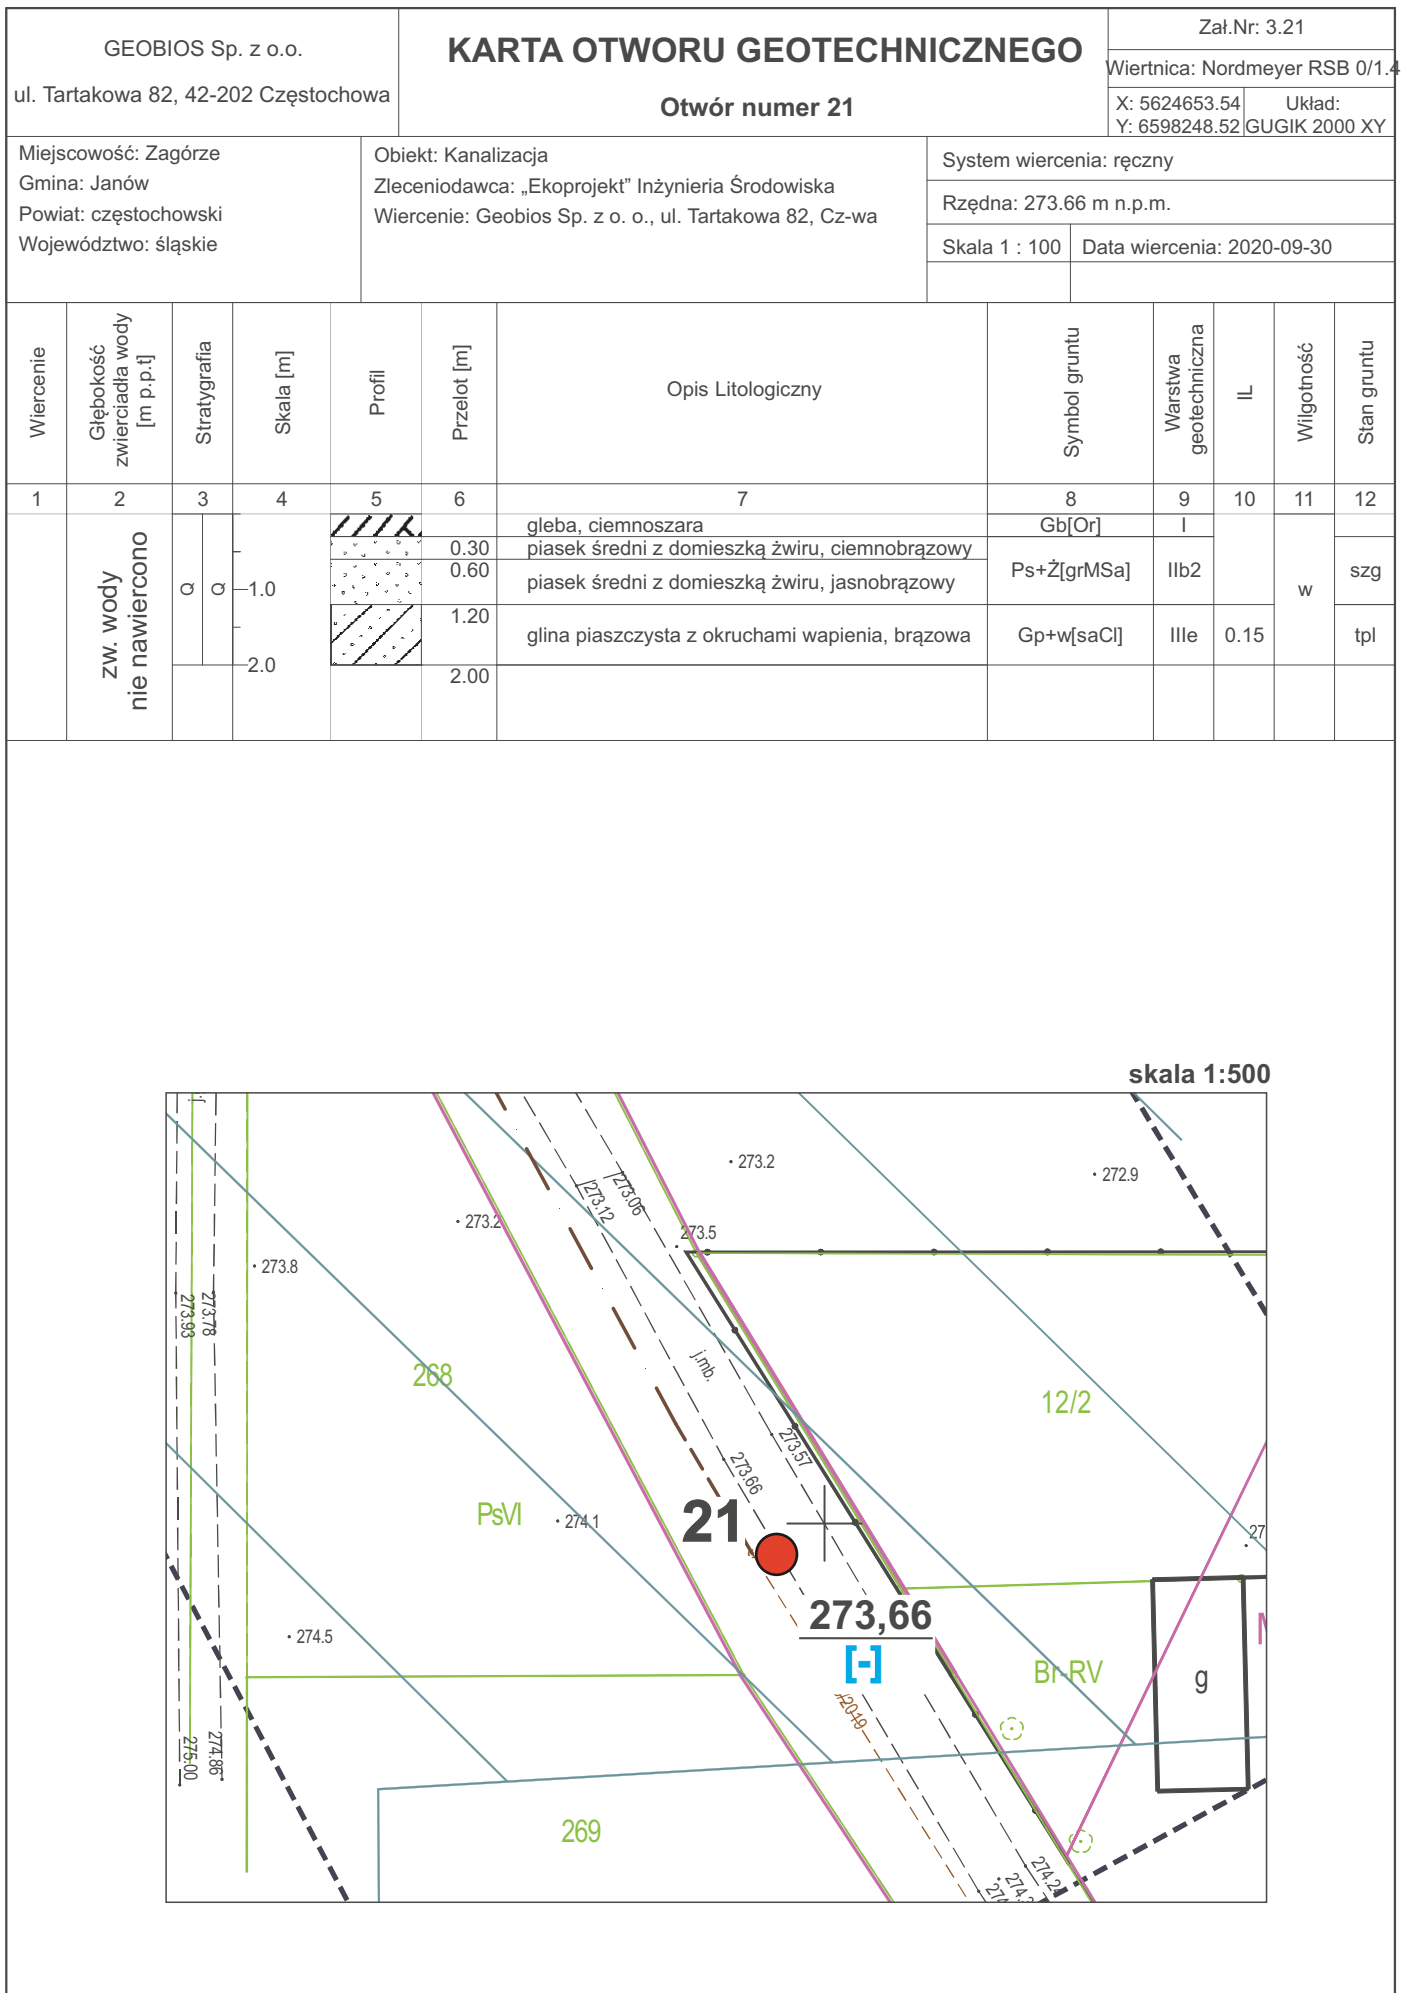 GEOBIOS Sp. z o.o.
ul. Tartakowa 82, 42-202 Częstochowa
KARTA OTWORU GEOTECHNICZNEGO
Otwór numer 21
Zał.Nr: 3.21
Wiertnica: Nordmeyer RSB 0/1.4
X: 5624653.54
Y: 6598248.52
Układ:
GUGIK 2000 XY
Miejscowość: Zagórze
Gmina: Janów
Powiat: częstochowski
Województwo: śląskie
Obiekt: Kanalizacja
Zleceniodawca: „Ekoprojekt” Inżynieria Środowiska
Wiercenie: Geobios Sp. z o. o., ul. Tartakowa 82, Cz-wa
System wiercenia: ręczny
Rzędna: 273.66 m n.p.m.
Skala 1 : 100
Data wiercenia: 2020-09-30
Wiercenie
Głębokość
zwierciadła wody
[m p.p.t]
Stratygrafia
Skala [m]
Profil
Przelot [m]
Opis Litologiczny
Symbol gruntu
Warstwa
geotechniczna
IL
Wilgotność
Stan gruntu
1 2 3 4 5 6 7 8 9 10 11 12
zw. wody
nie nawiercono
Q Q
1.0
2.0
gleba, ciemnoszara Gb[Or] I
0.30 piasek średni z domieszką żwiru, ciemnobrązowy
0.60 piasek średni z domieszką żwiru, jasnobrązowy Ps+Ż[grMSa] IIb2 szg
w
1.20 glina piaszczysta z okruchami wapienia, brązowa Gp+w[saCl] IIIe 0.15 tpl
2.00
skala 1:500
273.2
272.9
273.06
273.12
273.2
273.5
273.8
273.93
273.78
268
j.mb.
12/2
273.57
273.66
PsVI
274.1
21
27
273,66
[-]
274.5
Br-RV
g
/2019
275.00
274.86
269
274.24